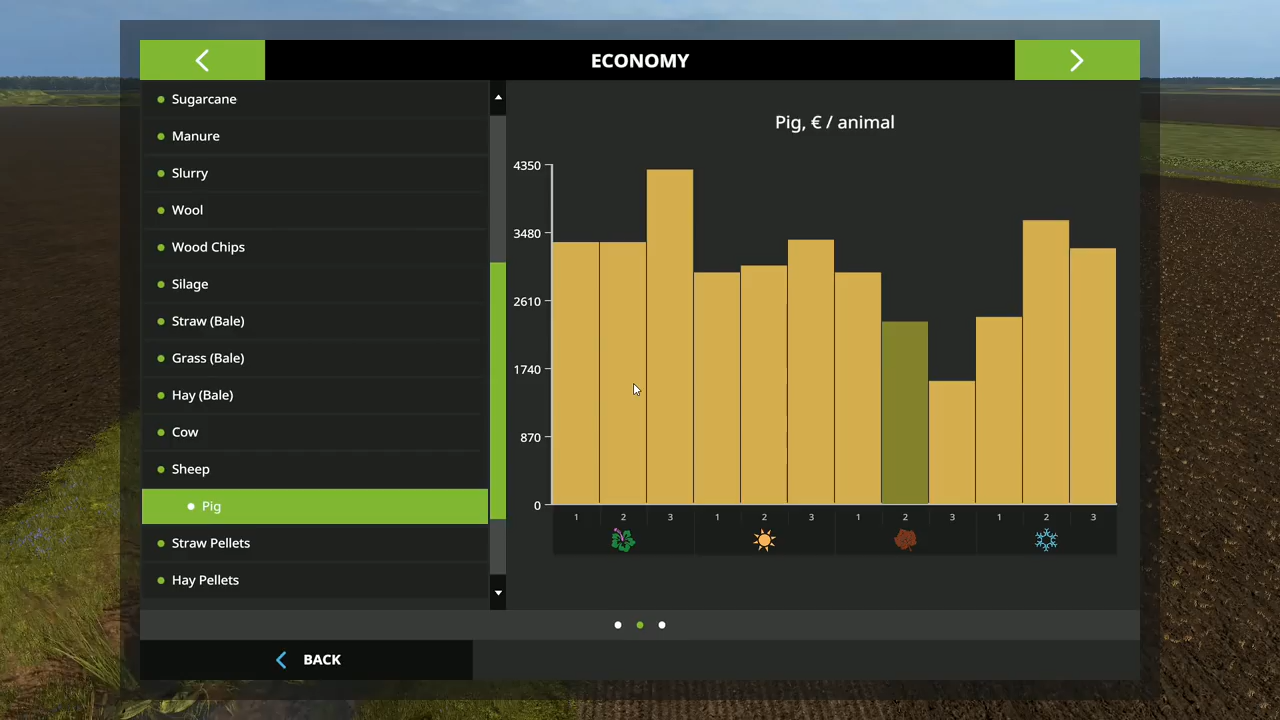 ECONOMY
Sugarcane
Manure
Slurry
Wool
Wood Chips
Silage
Straw (Bale)
Grass (Bale)
Hay (Bale)
Cow
Sheep
Pig
Straw Pellets
Hay Pellets
Pig, € / animal
4350
3480
2610
1740
870
0
1 2 3 1 2 3 1 2 3 1 2 3
BACK